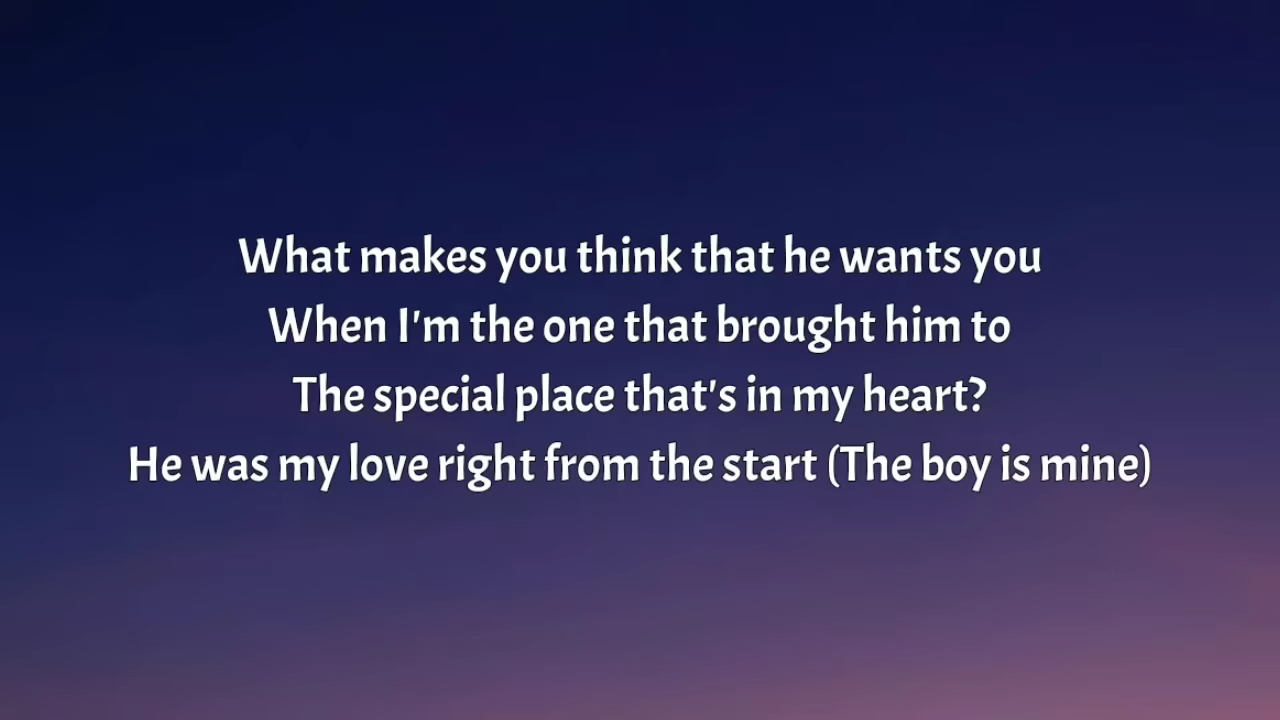 What makes you think that he wants you
When I'm the one that brought him to
The special place that's in my heart?
He was my love right from the start (The boy is mine)